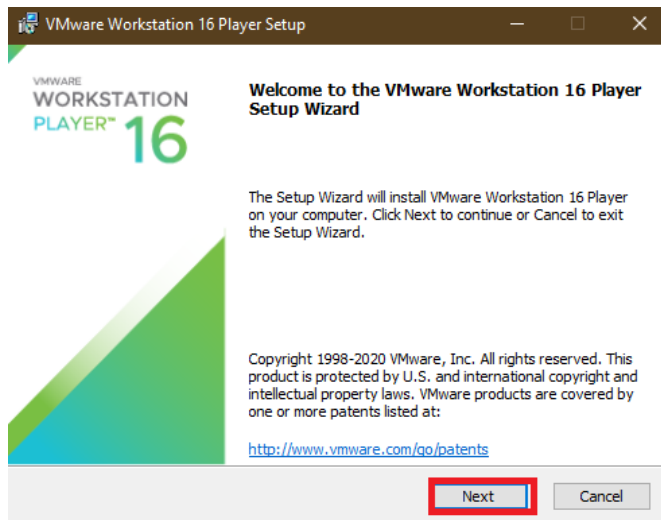 VMware Workstation 16 Player Setup
VMWARE
WORKSTATION
PLAYER™ 16
Welcome to the VMware Workstation 16 Player
Setup Wizard
The Setup Wizard will install VMware Workstation 16 Player
on your computer. Click Next to continue or Cancel to exit
the Setup Wizard.
Copyright 1998-2020 VMware, Inc. All rights reserved. This
product is protected by U.S. and international copyright and
intellectual property laws. VMware products are covered by
one or more patents listed at:
http://www.vmware.com/go/patents
Next Cancel